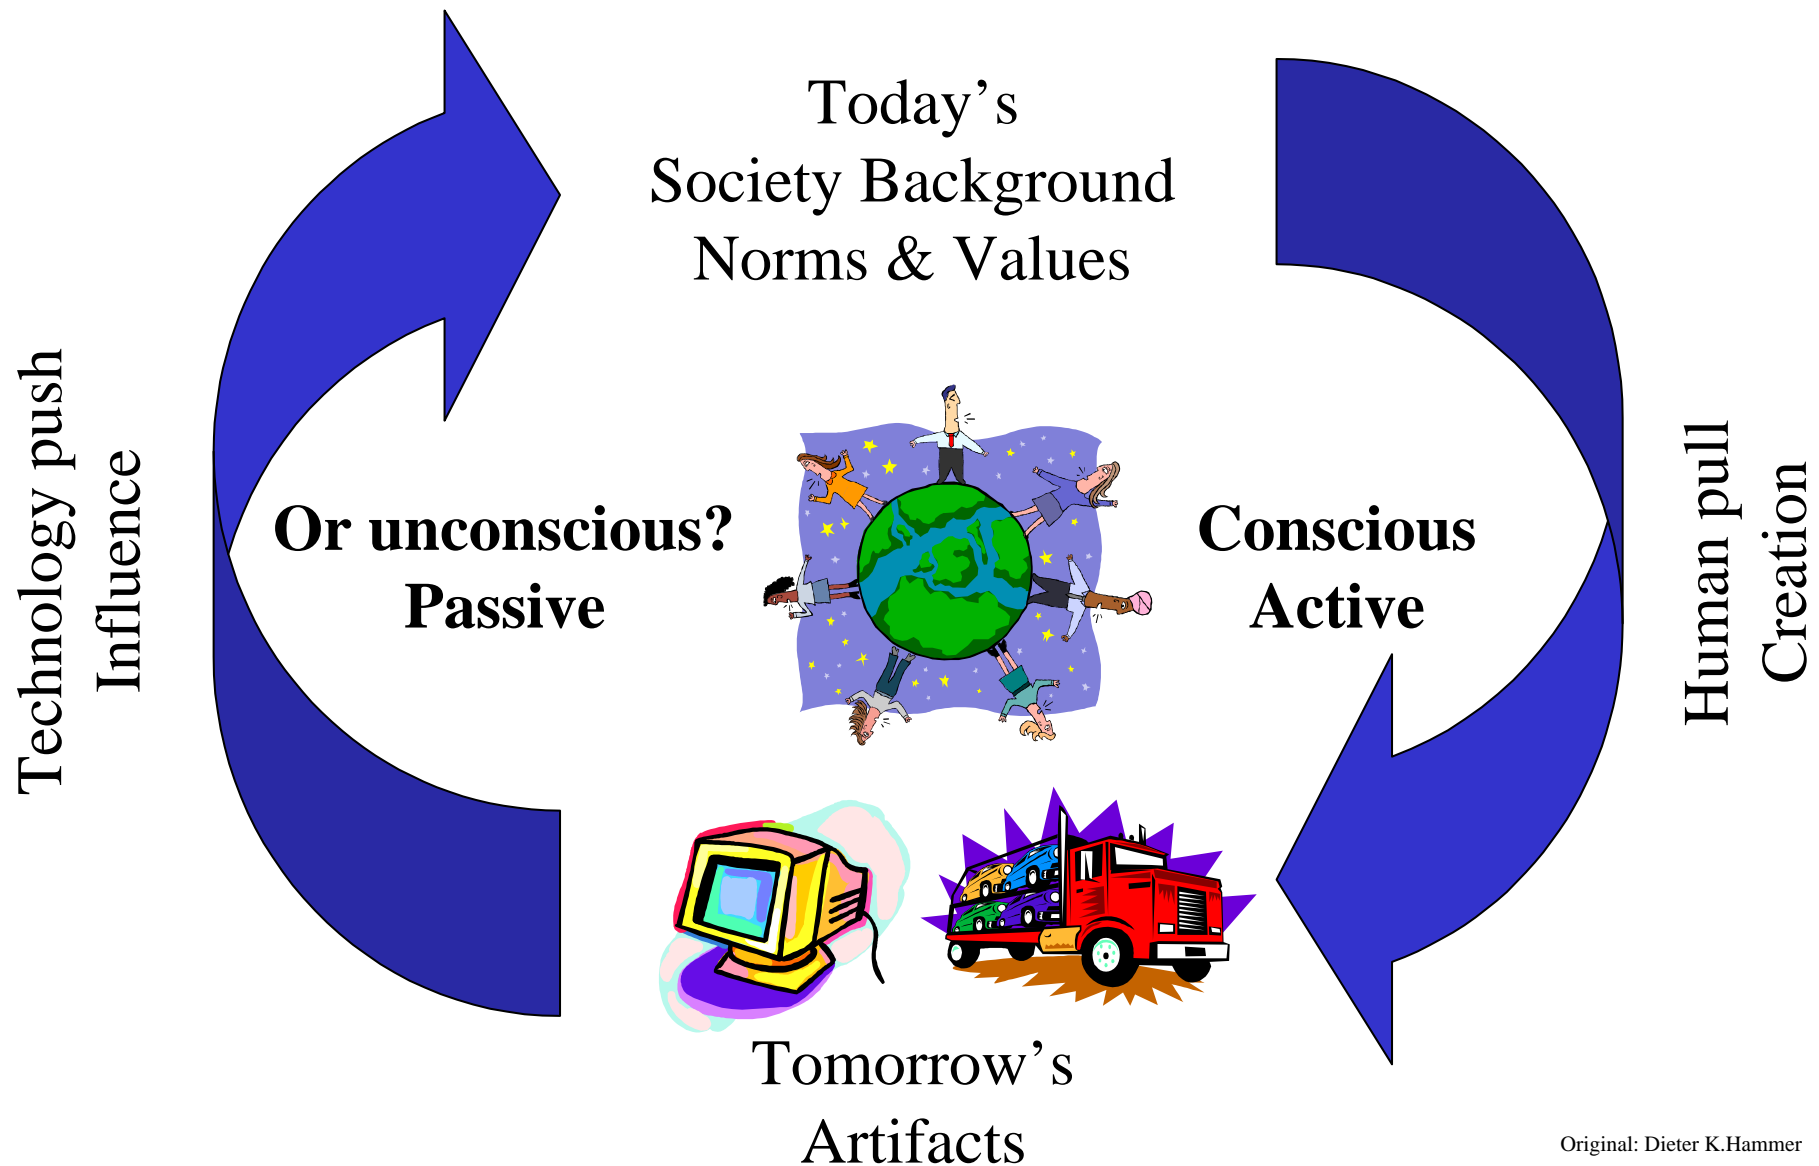 Today's
Society Background
Norms & Values
Technology push
Influence
Or unconscious?
Passive
Conscious
Active
Human pull
Creation
Tomorrow's
Artifacts
Original: Dieter K.Hammer